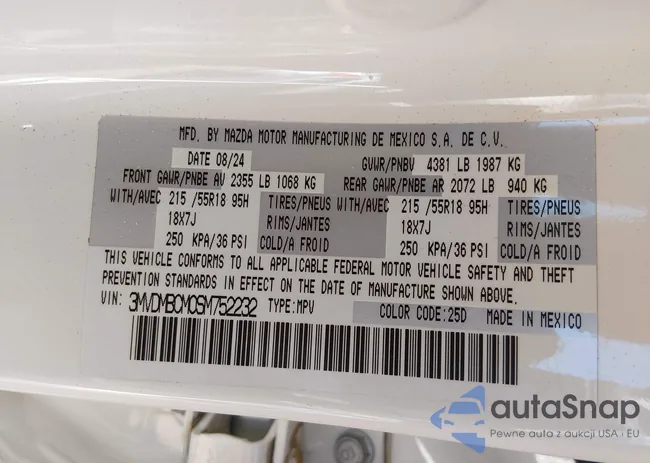 MFD. BY MAZDA MOTOR MANUFACTURING DE MEXICO S.A. DE C.V.
DATE 08/24 GVWR/PNBV 4381 LB 1987 KG
FRONT GAWR/PNBE AV 2355 LB 1068 KG REAR GAWR/PNBE AR 2072 LB 940 KG
WITH/AVEC 215 /55R18 95H TIRES/PNEUS WITH/AVEC 215 /55R18 95H TIRES/PNEUS
18X7J RIMS/JANTES 18X7J RIMS/JANTES
250 KPA/36 PSI COLD/A FROID 250 KPA/36 PSI COLD/A FROID
THIS VEHICLE CONFORMS TO ALL APPLICABLE FEDERAL MOTOR VEHICLE SAFETY AND THEFT
PREVENTION STANDARDS IN EFFECT ON THE DATE OF MANUFACTURE SHOWN ABOVE.
VIN: 3MVDMBCM0SM752232 TYPE:MPV COLOR CODE:25D MADE IN MEXICO
autaSnap
Pewne auta z aukcji USA · EU